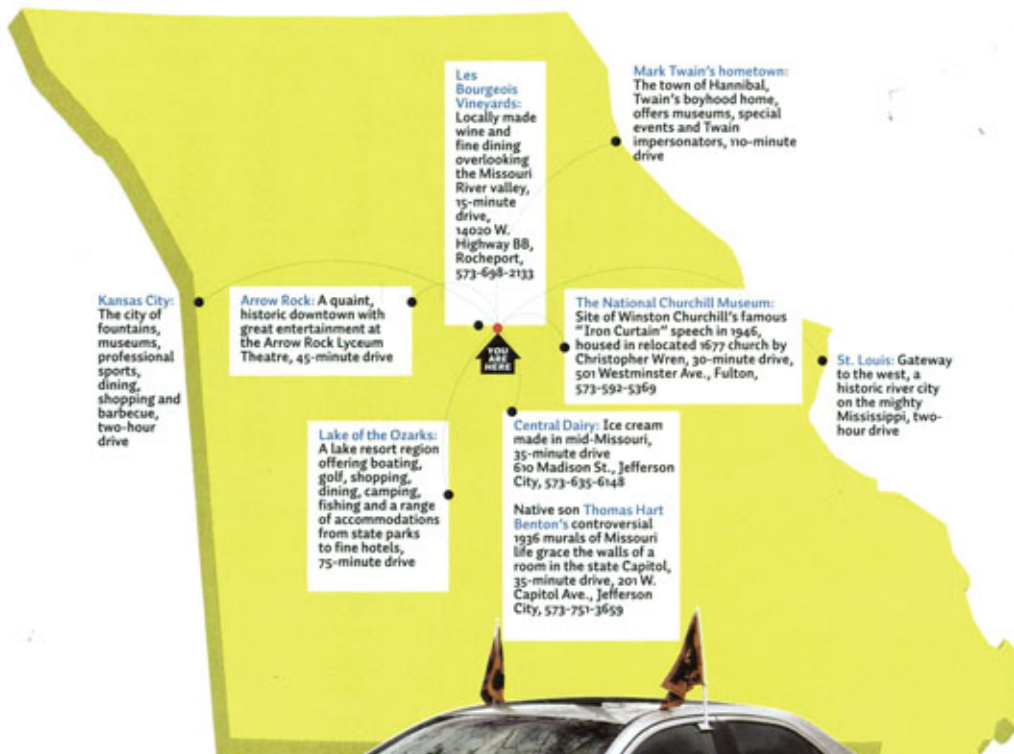 Les
Bourgeois
Vineyards:
Locally made
wine and
fine dining
overlooking
the Missouri
River valley,
15-minute
drive,
14020 W.
Highway BB,
Rocheport,
573-698-2133
Mark Twain's hometown:
The town of Hannibal,
Twain's boyhood home,
offers museums, special
events and Twain
impersonators, 110-minute
drive
Kansas City:
The city of
fountains,
museums,
professional
sports,
dining,
shopping and
barbecue,
two-hour
drive
Arrow Rock: A quaint,
historic downtown with
great entertainment at
the Arrow Rock Lyceum
Theatre, 45-minute drive
YOU
ARE
HERE
The National Churchill Museum:
Site of Winston Churchill's famous
"Iron Curtain" speech in 1946,
housed in relocated 1677 church by
Christopher Wren, 30-minute drive,
501 Westminster Ave., Fulton,
573-592-5369
St. Louis: Gateway
to the west, a
historic river city
on the mighty
Mississippi, two-
hour drive
Lake of the Ozarks:
A lake resort region
offering boating,
golf, shopping,
dining, camping,
fishing and a range
of accommodations
from state parks
to fine hotels,
75-minute drive
Central Dairy: Ice cream
made in mid-Missouri,
35-minute drive
610 Madison St., Jefferson
City, 573-635-6148
Native son Thomas Hart
Benton's controversial
1936 murals of Missouri
life grace the walls of a
room in the state Capitol,
35-minute drive, 201 W.
Capitol Ave., Jefferson
City, 573-751-3659